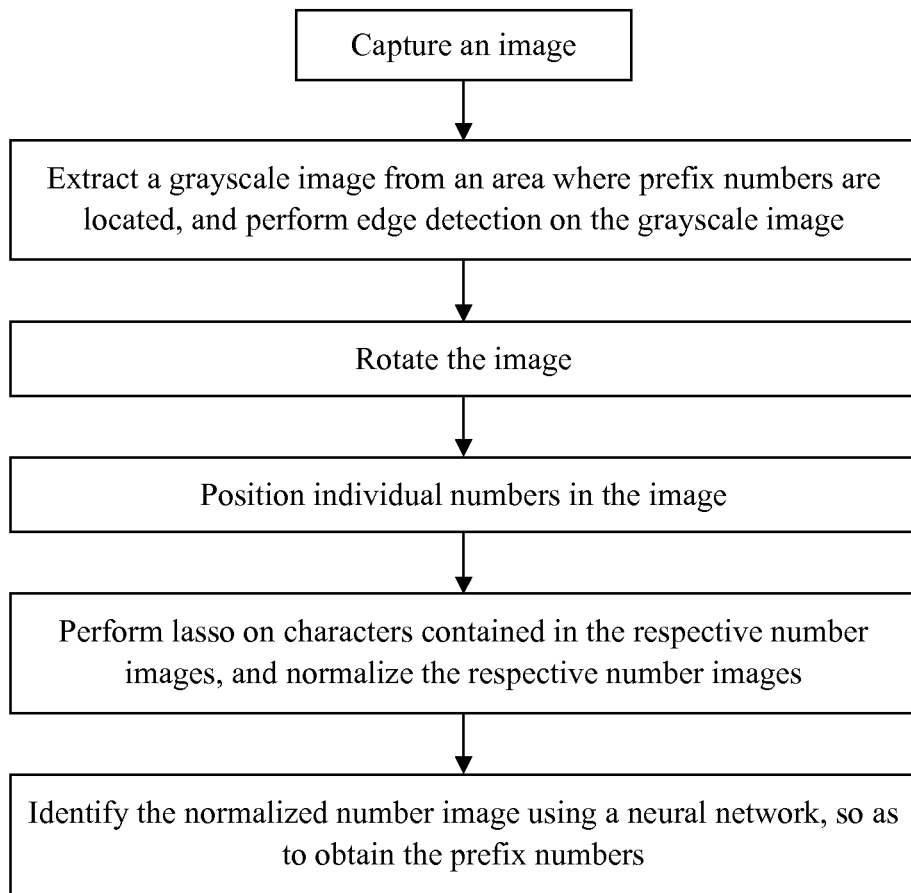 Capture an image
Extract a grayscale image from an area where prefix numbers are
located, and perform edge detection on the grayscale image
Rotate the image
Position individual numbers in the image
Perform lasso on characters contained in the respective number
images, and normalize the respective number images
Identify the normalized number image using a neural network, so as
to obtain the prefix numbers